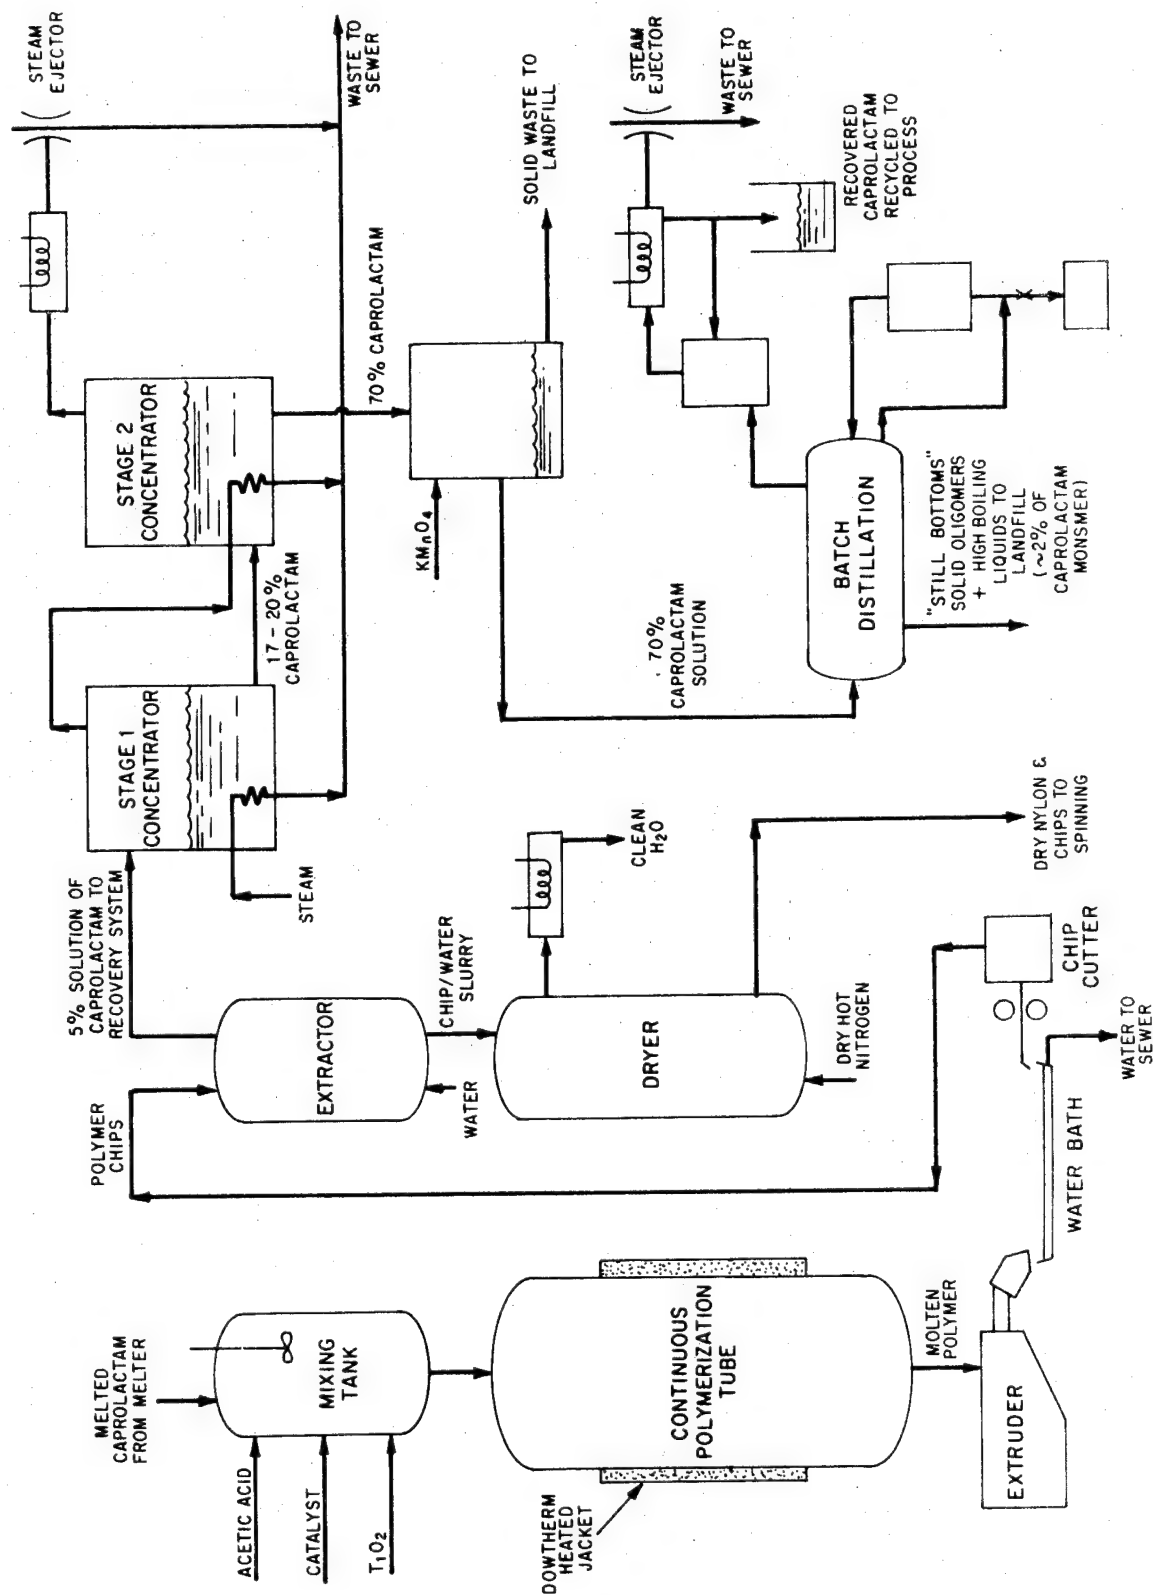 MELTED
CAPROLACTAM
FROM MELTER
ACETIC ACID
CATALYST
TiO2
MIXING
TANK
DOWTHERM
HEATED
JACKET
CONTINUOUS
POLYMERIZATION
TUBE
MOLTEN
POLYMER
EXTRUDER
WATER BATH
WATER TO
SEWER
CHIP
CUTTER
POLYMER
CHIPS
5% SOLUTION OF
CAPROLACTAM TO
RECOVERY SYSTEM
EXTRACTOR
WATER
CHIP/WATER
SLURRY
DRYER
DRY HOT
NITROGEN
CLEAN
H2O
DRY NYLON &
CHIPS TO
SPINNING
STEAM
STAGE 1
CONCENTRATOR
17-20%
CAPROLACTAM
STAGE 2
CONCENTRATOR
STEAM
EJECTOR
WASTE TO
SEWER
70% CAPROLACTAM
KMnO4
SOLID WASTE TO
LANDFILL
70%
CAPROLACTAM
SOLUTION
BATCH
DISTILLATION
"STILL BOTTOMS"
SOLID OLIGOMERS
+ HIGH BOILING
LIQUIDS TO
LANDFILL
(~2% OF
CAPROLACTAM
MONSMER)
STEAM
EJECTOR
WASTE TO
SEWER
RECOVERED
CAPROLACTAM
RECYCLED TO
PROCESS